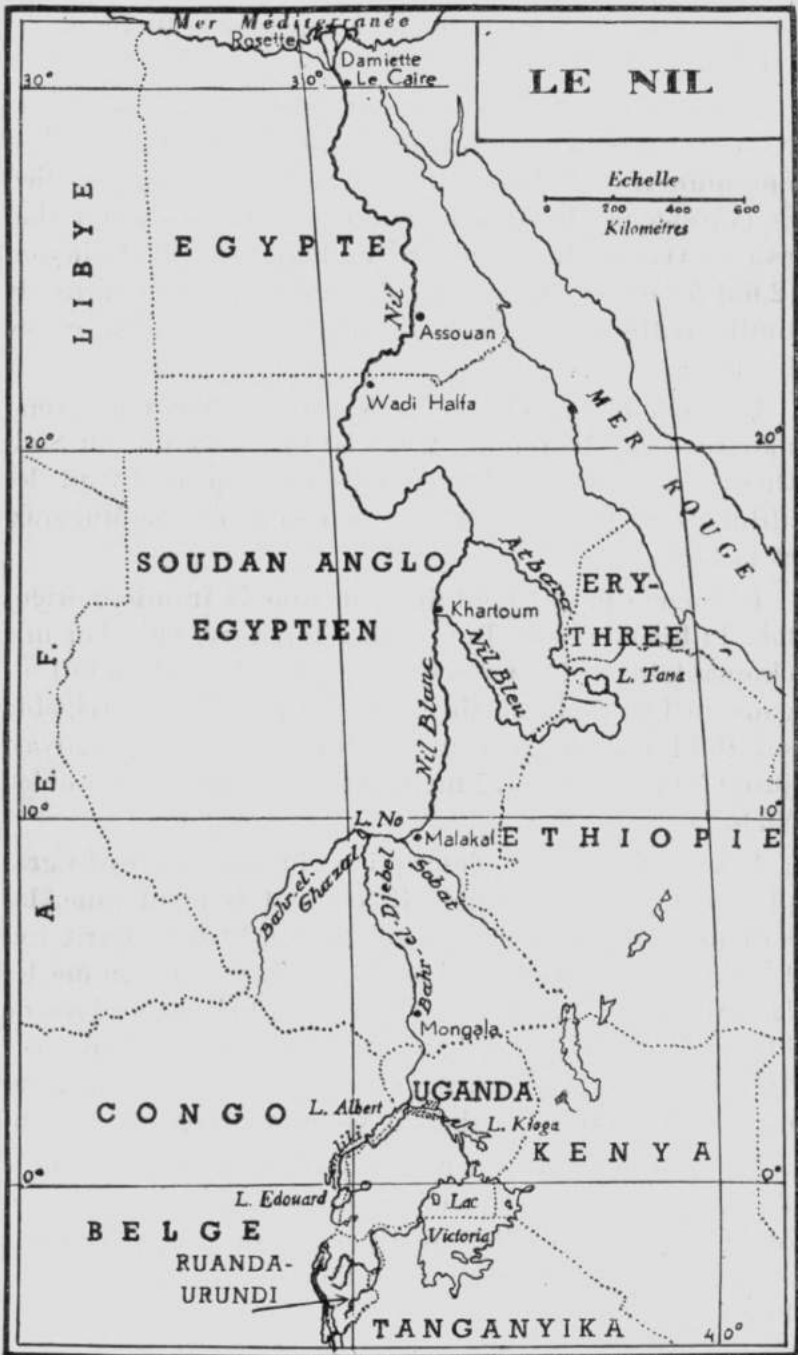 Mer Méditerranée
Rosette
Damiette
30°
30°
Le Caire
LE NIL
Echelle
0 200 400 600
Kilomètres
LIBYE
EGYPTE
Nil
Assouan
Wadi Halfa
MER ROUGE
20°
20°
SOUDAN ANGLO
EGYPTIEN
Atbara
ERY-
THREE
Khartoum
Nil Bleu
L. Tana
Nil Blanc
A. E. F.
10°
10°
L. No
Malakal
ETHIOPIE
Bahr-el-
Ghazal
Bahr-el-Djebel
Sobat
Mongala
UGANDA
CONGO
L. Albert
L. Kioga
KENYA
0°
0°
L. Edouard
Lac
Victoria
BELGE
RUANDA-
URUNDI
TANGANYIKA
40°